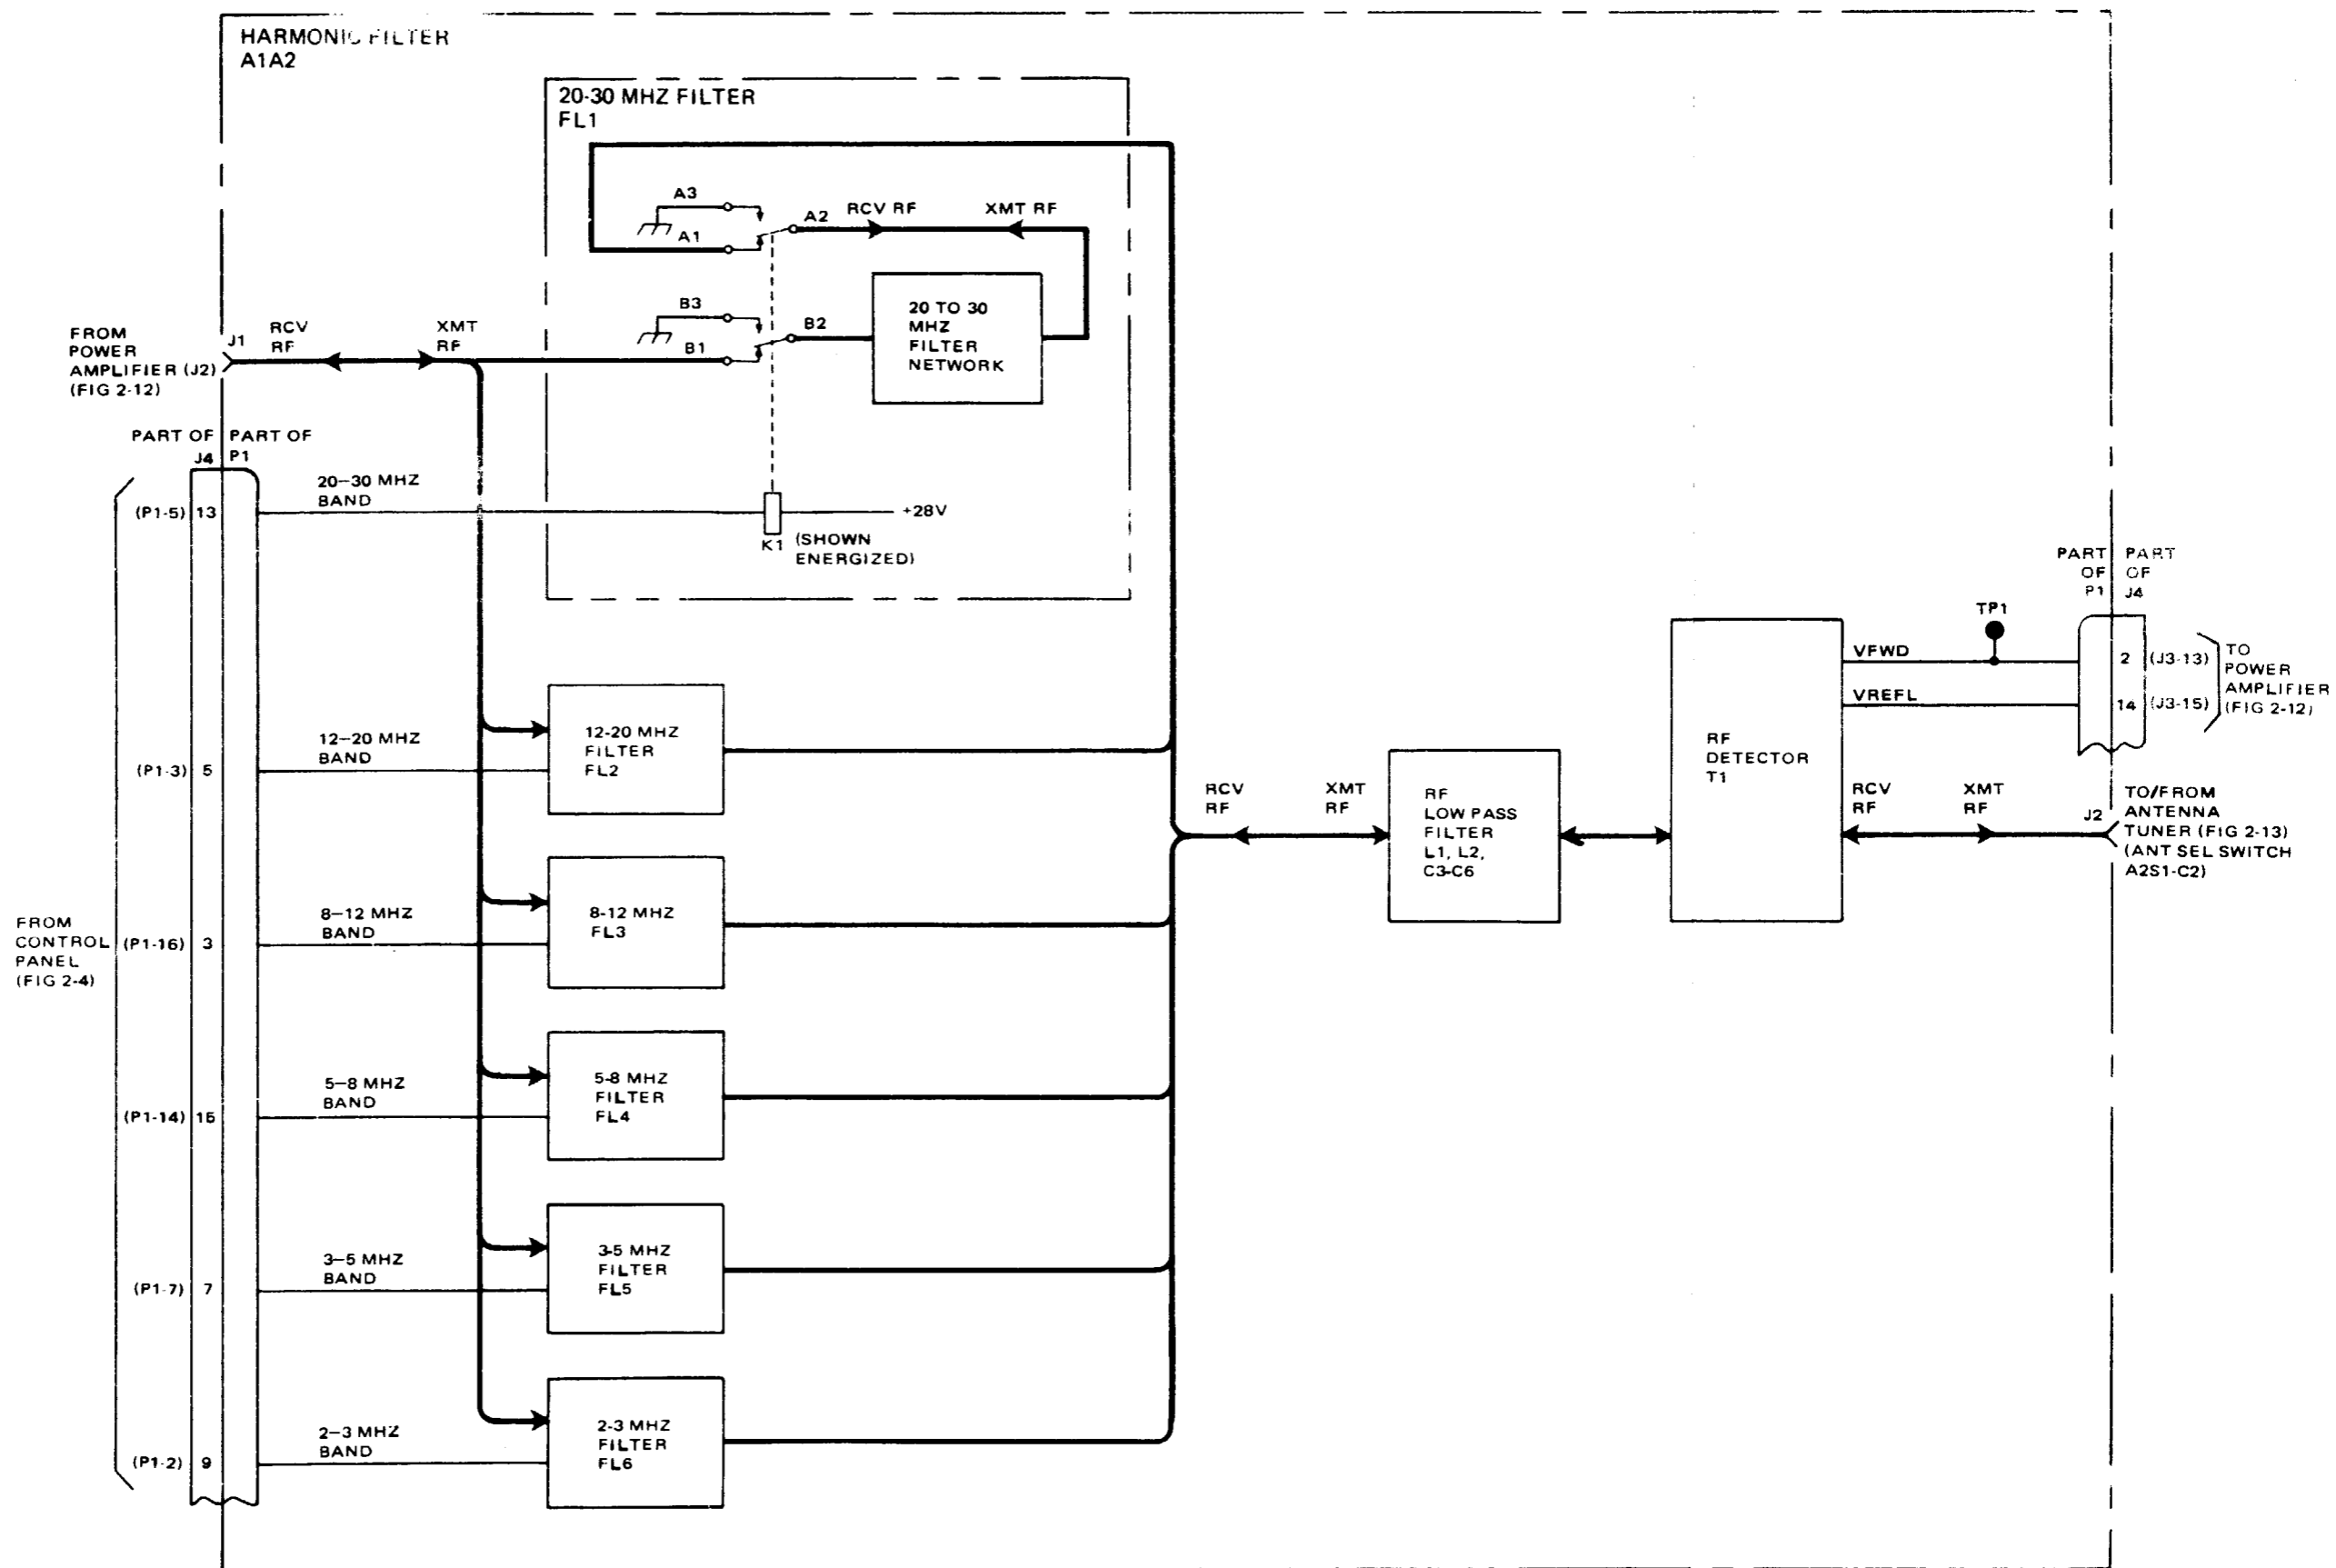 HARMONIC FILTER
A1A2
20-30 MHZ FILTER
FL1
A3
A1
A2
RCV RF
XMT RF
B3
B1
B2
20 TO 30
MHZ
FILTER
NETWORK
FROM
POWER
AMPLIFIER (J2)
(FIG 2-12)
J1
RCV
RF
XMT
RF
PART OF
J4
PART OF
P1
20–30 MHZ
BAND
(P1-5) 13
+28V
K1 (SHOWN
ENERGIZED)
12–20 MHZ
BAND
(P1-3) 5
12-20 MHZ
FILTER
FL2
8–12 MHZ
BAND
(P1-16) 3
8-12 MHZ
FL3
FROM
CONTROL
PANEL
(FIG 2-4)
5–8 MHZ
BAND
(P1-14) 15
5-8 MHZ
FILTER
FL4
3–5 MHZ
BAND
(P1-7) 7
3-5 MHZ
FILTER
FL5
2–3 MHZ
BAND
(P1-2) 9
2-3 MHZ
FILTER
FL6
RCV
RF
XMT
RF
RF
LOW PASS
FILTER
L1, L2,
C3-C6
RF
DETECTOR
T1
VFWD
TP1
VREFL
PART
OF
P1
PART
OF
J4
2 (J3-13)
14 (J3-15)
TO
POWER
AMPLIFIER
(FIG 2-12)
RCV
RF
XMT
RF
J2
TO/FROM
ANTENNA
TUNER (FIG 2-13)
(ANT SEL SWITCH
A2S1-C2)